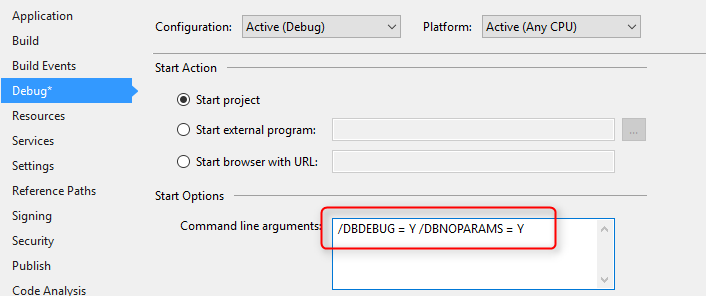 Application
Build
Build Events
Debug*
Resources
Services
Settings
Reference Paths
Signing
Security
Publish
Code Analysis
Configuration: Active (Debug) Platform: Active (Any CPU)
Start Action
Start project
Start external program: ...
Start browser with URL:
Start Options
Command line arguments: /DBDEBUG = Y /DBNOPARAMS = Y